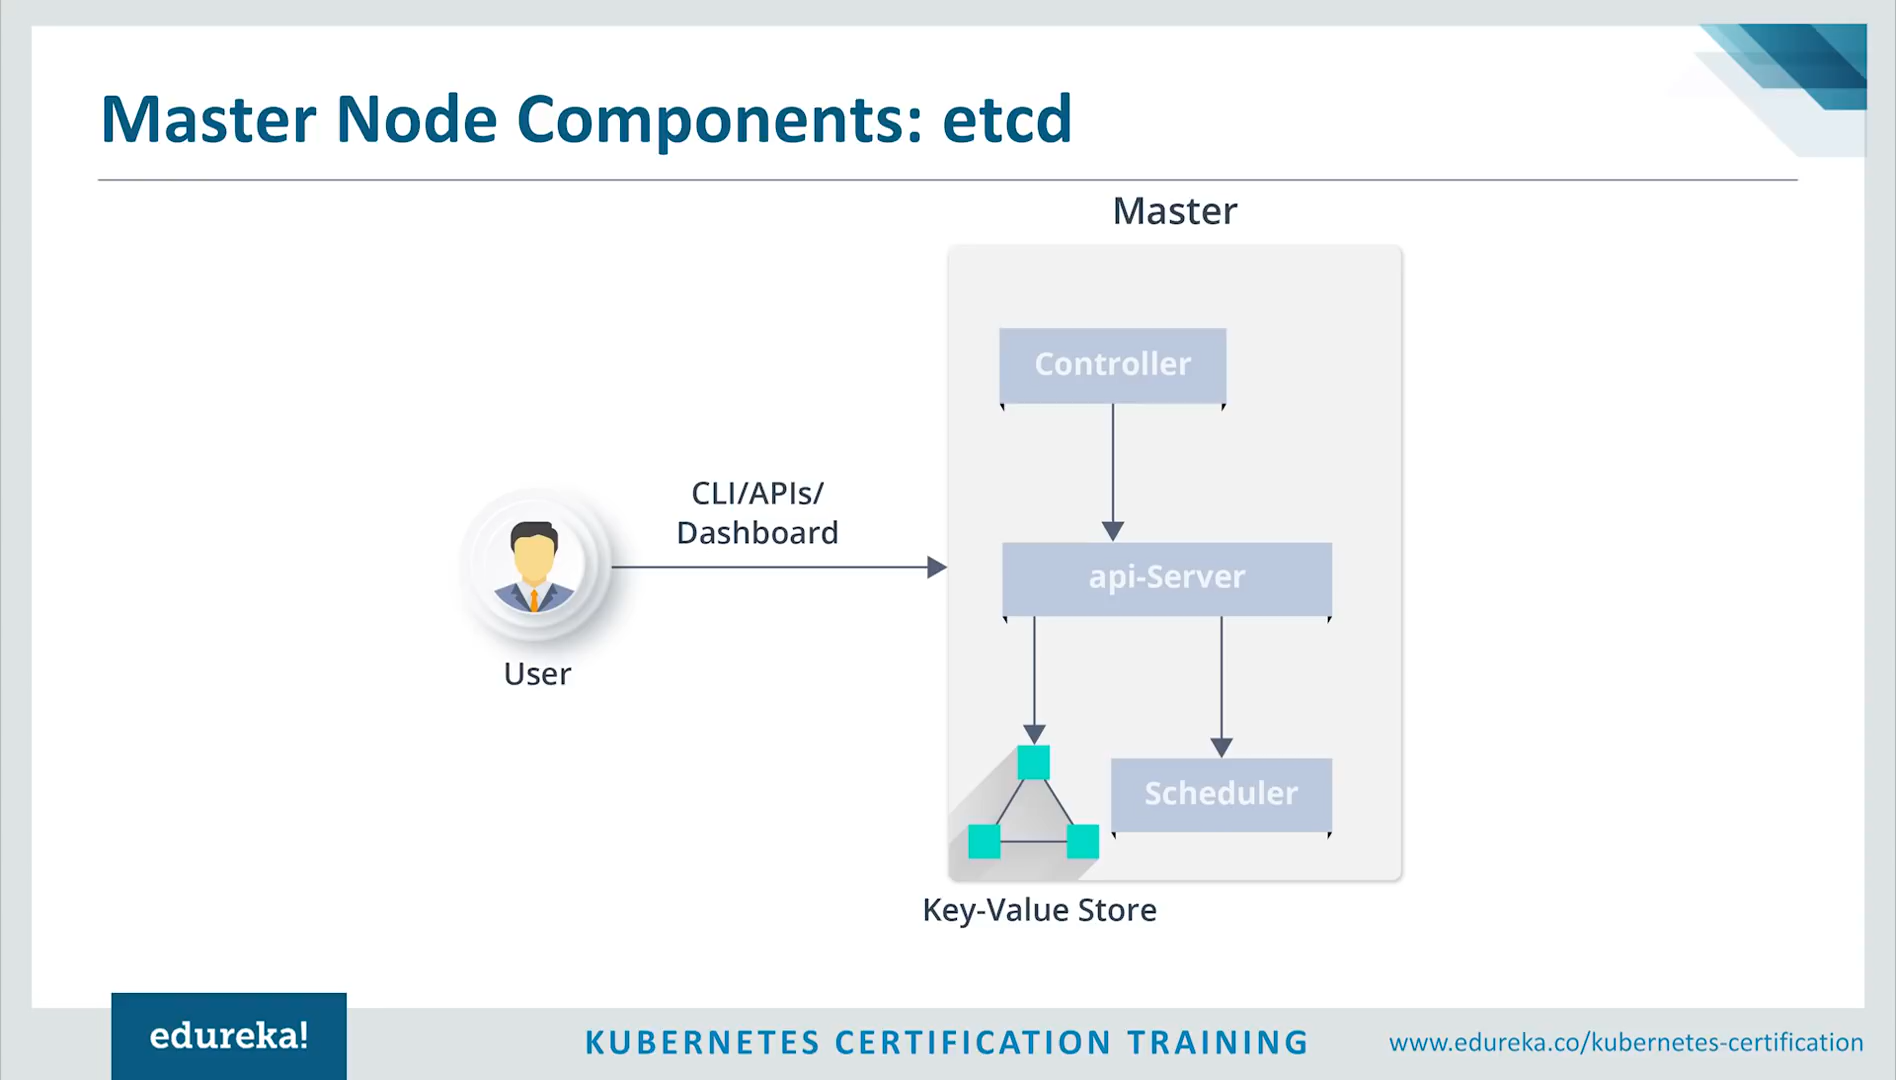 Master Node Components: etcd
Master
Controller
CLI/APIs/
Dashboard
api-Server
User
Scheduler
Key-Value Store
edureka!
KUBERNETES CERTIFICATION TRAINING
www.edureka.co/kubernetes-certification